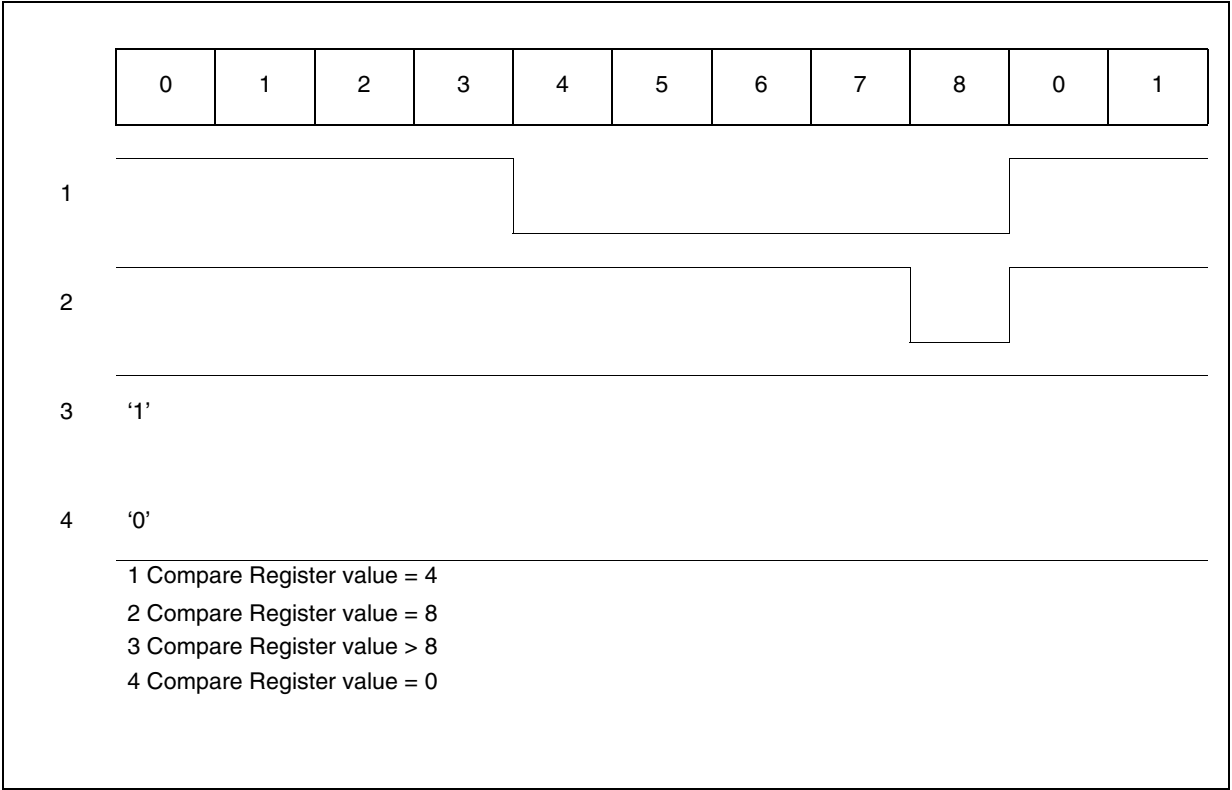 0 1 2 3 4 5 6 7 8 0 1
1
2
3 ‘1’
4 ‘0’
1 Compare Register value = 4
2 Compare Register value = 8
3 Compare Register value > 8
4 Compare Register value = 0